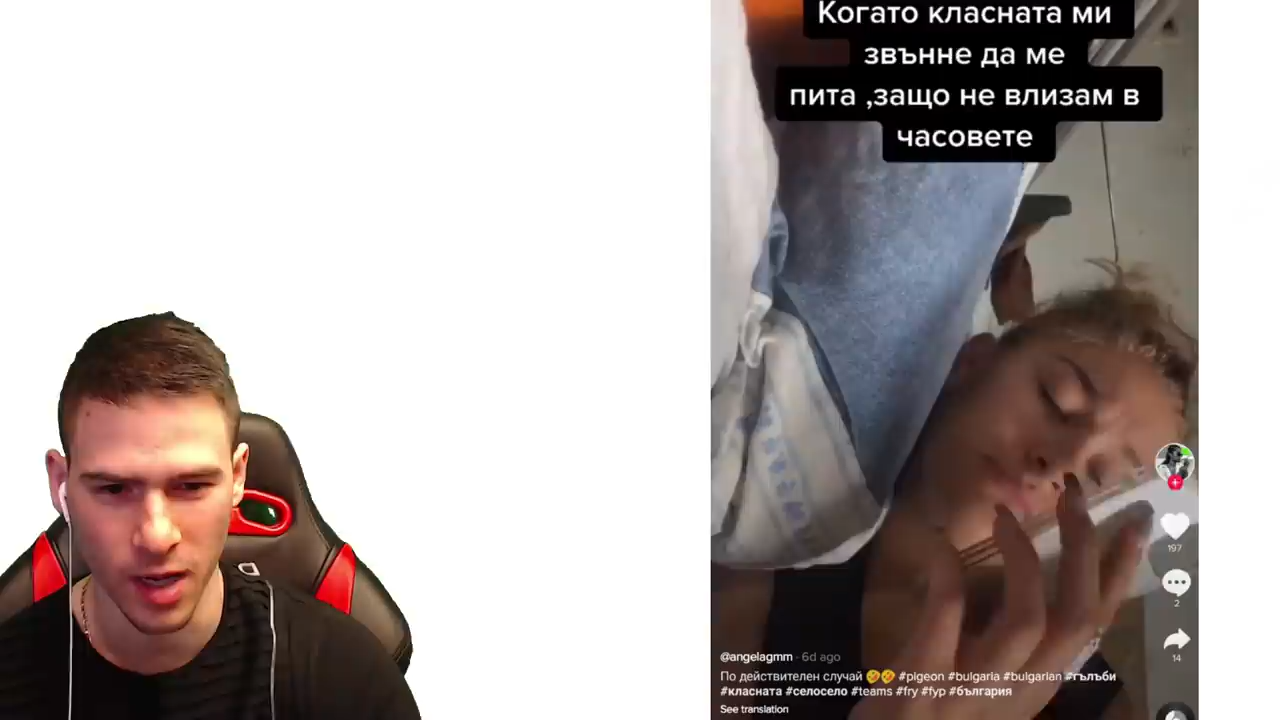 Когато класната ми
звънне да ме
пита ,защо не влизам в
часовете
197
2
14
@angelagmm · 6d ago
По действителен случай 🤣🤣 #pigeon #bulgaria #bulgarian #гълъби
#класната #селосело #teams #fry #fyp #българия
See translation